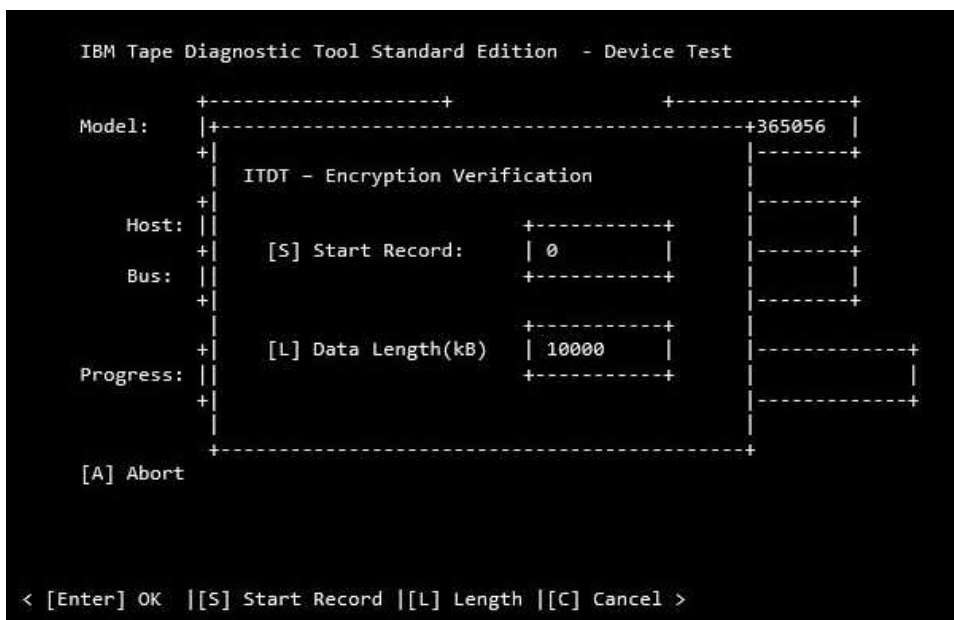 IBM Tape Diagnostic Tool Standard Edition - Device Test
Model: 365056
ITDT – Encryption Verification
Host:
[S] Start Record: 0
Bus:
[L] Data Length(kB) 10000
Progress:
[A] Abort
< [Enter] OK |[S] Start Record |[L] Length |[C] Cancel >